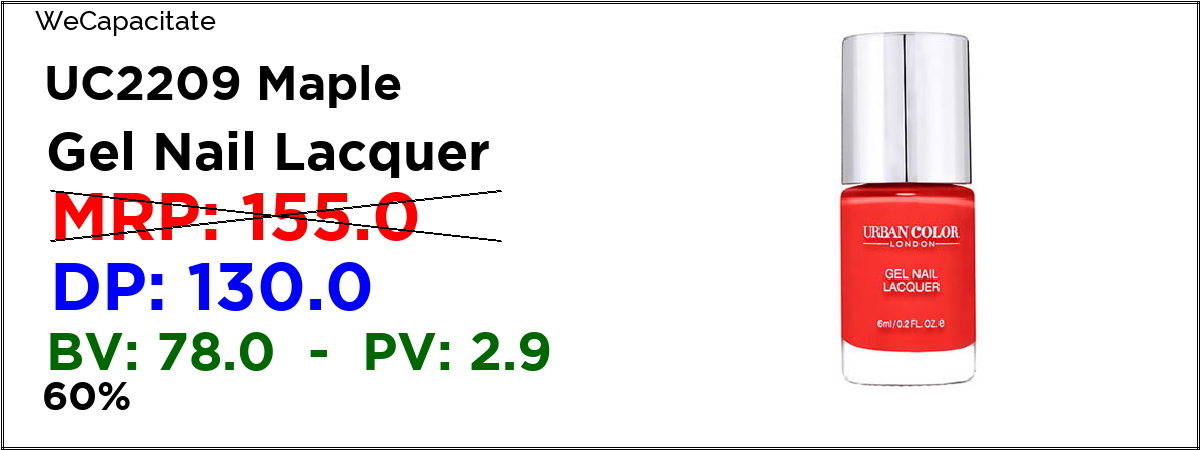 WeCapacitate
UC2209 Maple
Gel Nail Lacquer
MRP: 155.0
DP: 130.0
BV: 78.0 - PV: 2.9
60%
URBAN COLOR
LONDON
GEL NAIL
LACQUER
6ml/0.2 FL. OZ. e